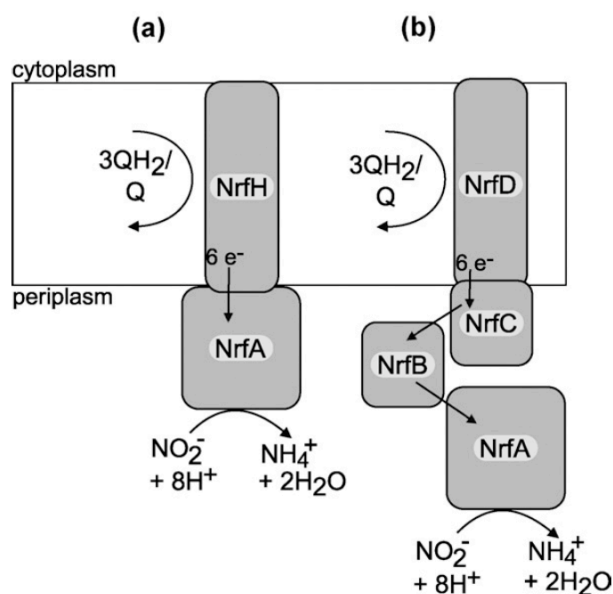 (a)
(b)
cytoplasm
3QH₂/
Q
NrfH
3QH₂/
Q
NrfD
6 e⁻
6 e⁻
periplasm
NrfC
NrfA
NrfB
NO₂⁻
+ 8H⁺
NH₄⁺
+ 2H₂O
NrfA
NO₂⁻
+ 8H⁺
NH₄⁺
+ 2H₂O